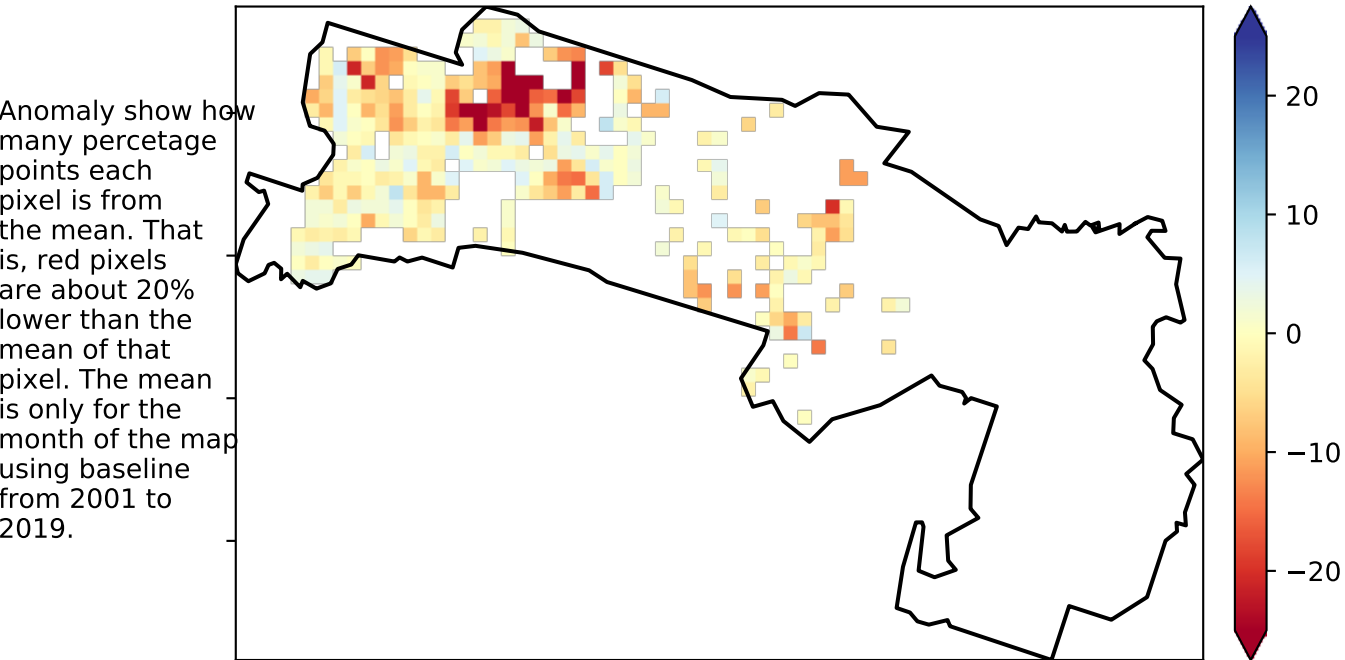 Anomaly show how
many percetage
points each
pixel is from
the mean. That
is, red pixels
are about 20%
lower than the
mean of that
pixel. The mean
is only for the
month of the map
using baseline
from 2001 to
2019.
20
10
0
−10
−20